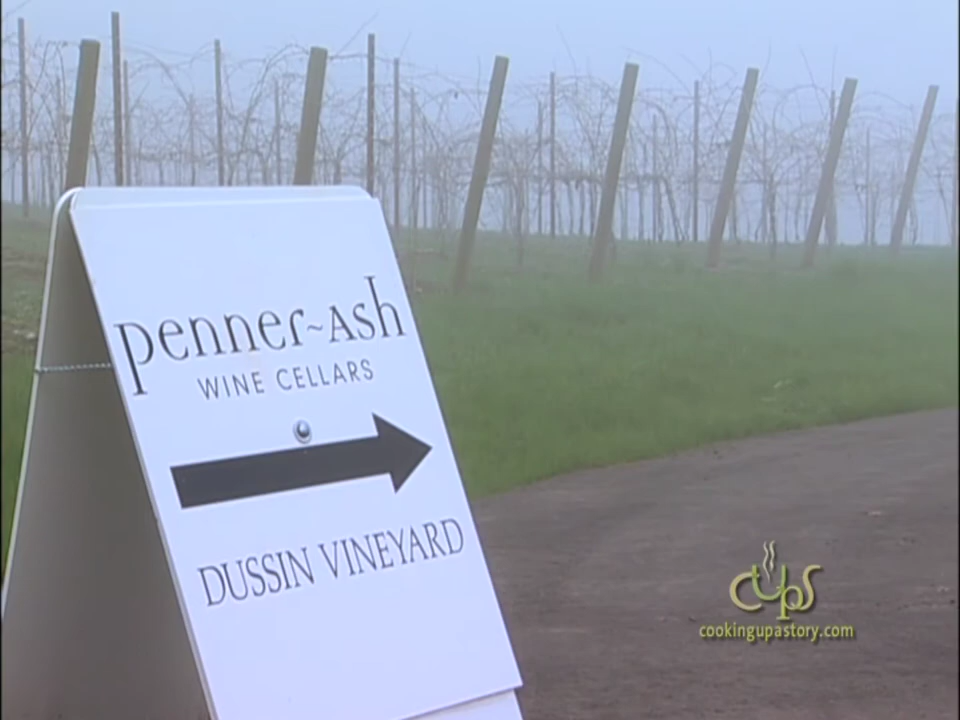 penner~ash
WINE CELLARS
DUSSIN VINEYARD
cups
cookingupastory.com